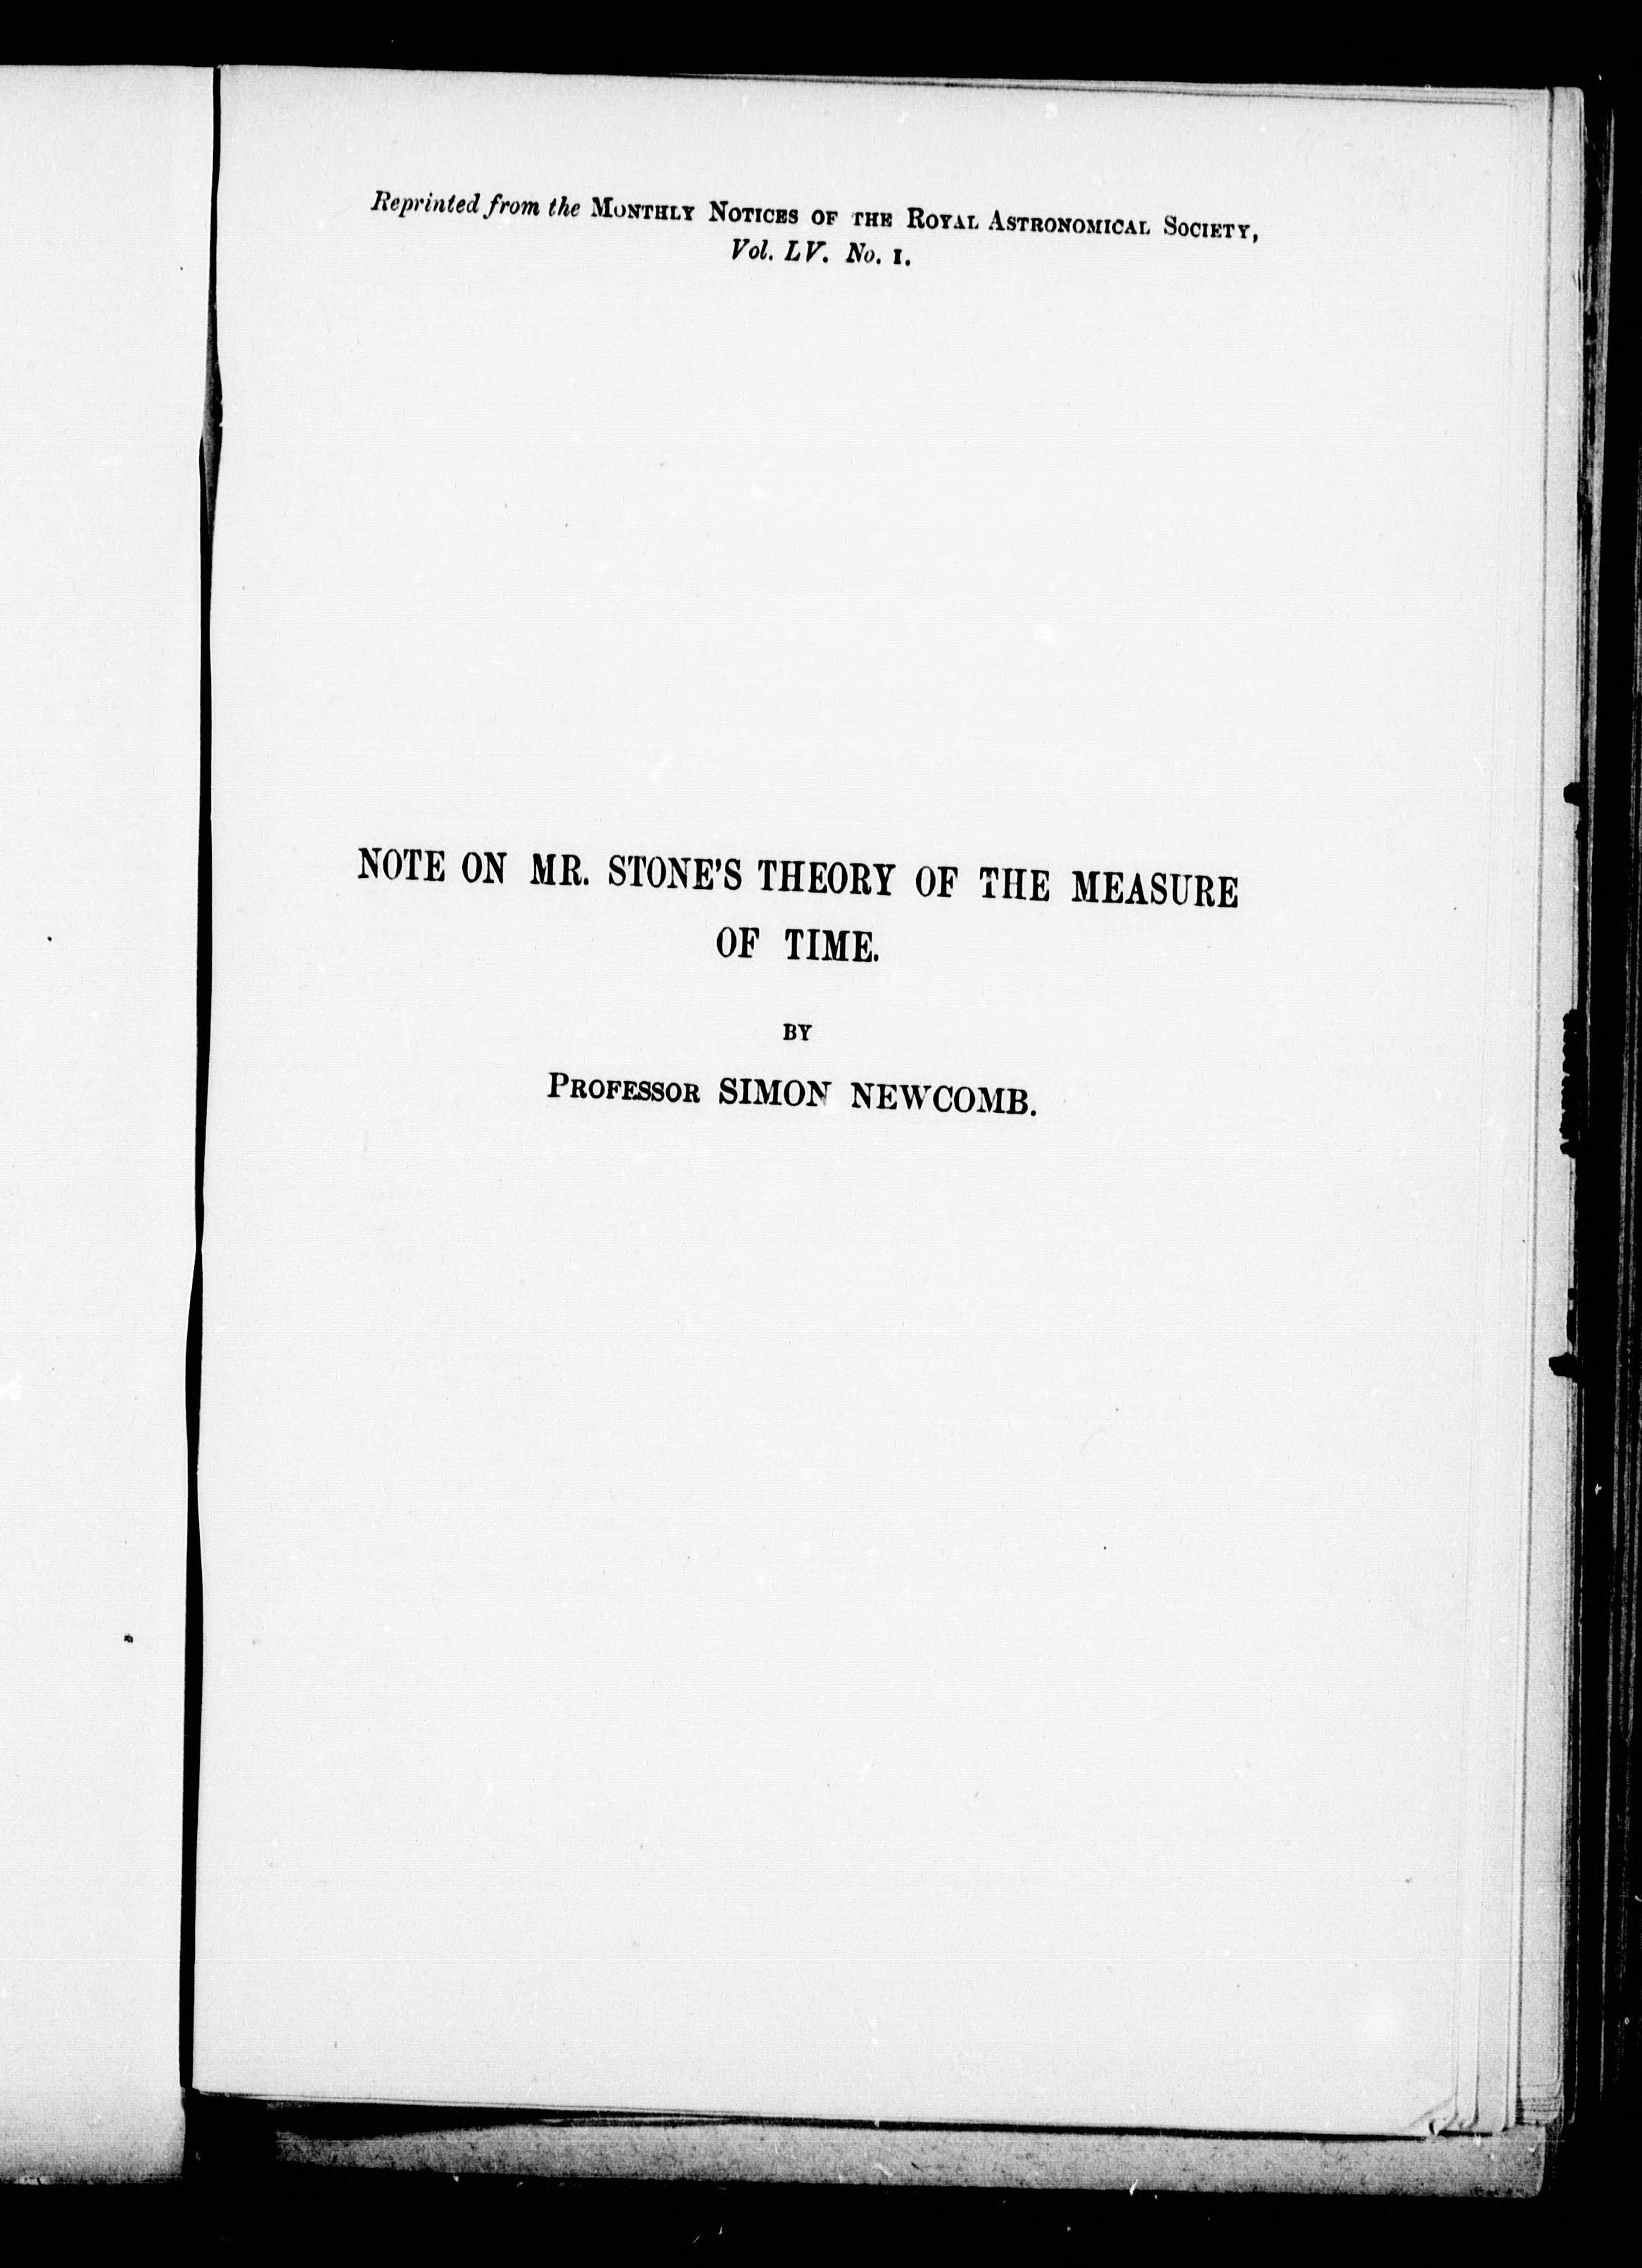 Reprinted from the MONTHLY NOTICES OF THE ROYAL ASTRONOMICAL SOCIETY,
Vol. LV. No. 1.
NOTE ON MR. STONE'S THEORY OF THE MEASURE
OF TIME.
BY
PROFESSOR SIMON NEWCOMB.